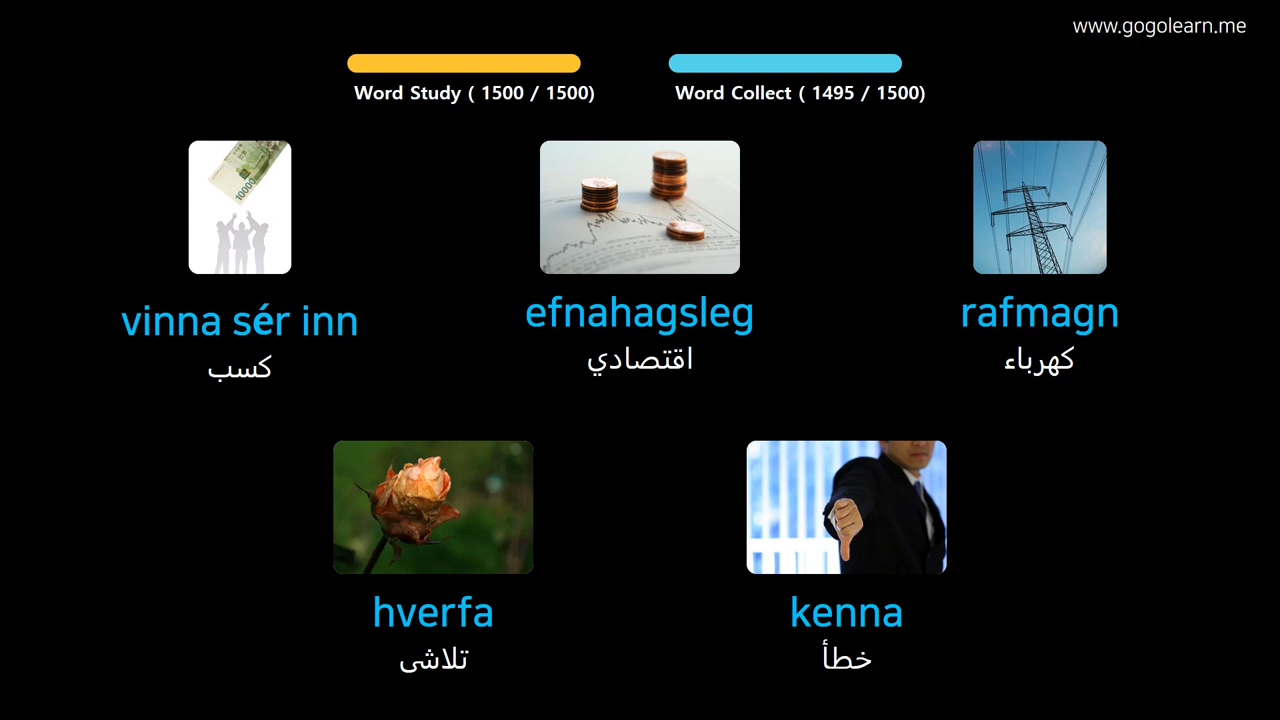 www.gogolearn.me
Word Study ( 1500 / 1500)
Word Collect ( 1495 / 1500)
10000
vinna sér inn
كسب
efnahagsleg
اقتصادي
rafmagn
كهرباء
hverfa
تلاشى
kenna
خطأ